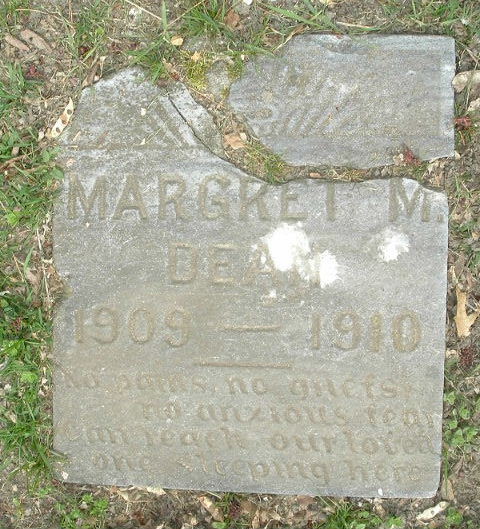 MARGRET M.
DEAN
1909 — 1910
No pains, no griefs,
no anxious fear
can reach our loved
one sleeping here